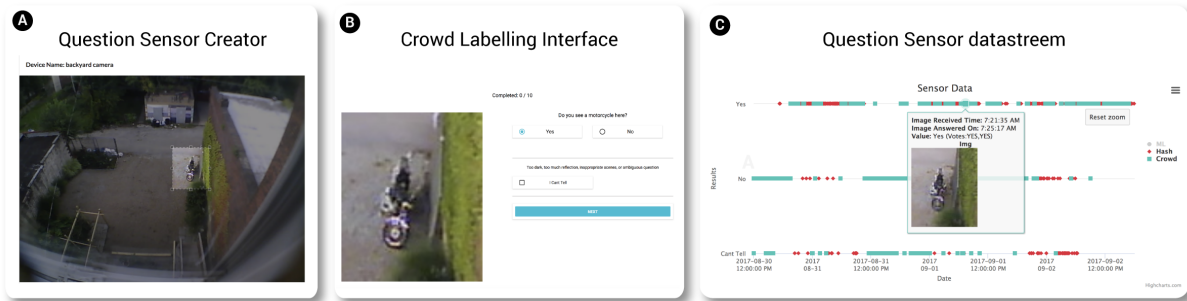 A
Question Sensor Creator
Device Name: backyard camera
B
Crowd Labelling Interface
Completed: 0 / 10
Do you see a motorcycle here?
Yes
No
Too dark, too much reflection, inappropriate scenes, or ambiguous question
I Cant Tell
NEXT
C
Question Sensor datastreem
Sensor Data
Reset zoom
Results
Yes
No
Cant Tell
Image Received Time: 7:21:35 AM
Image Answered On: 7:25:17 AM
Value: Yes (Votes:YES,YES)
Img
ML
Hash
Crowd
2017-08-30
12:00:00 PM
2017
08-31
2017-08-31
12:00:00 PM
2017
09-01
2017-09-01
12:00:00 PM
2017
09-02
2017-09-02
12:00:00 PM
Date
Highcharts.com